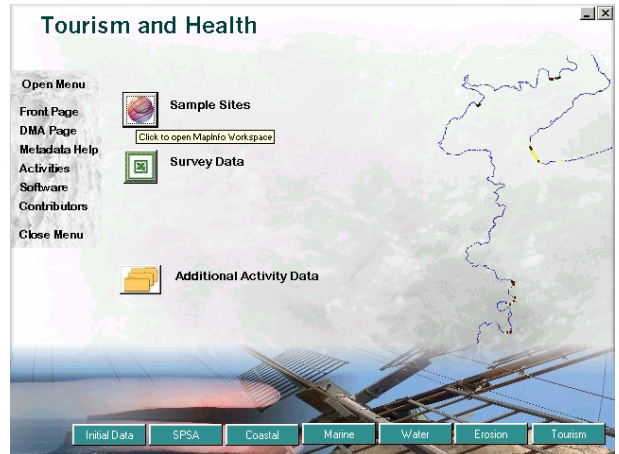 Tourism and Health
Open Menu
Front Page
DMA Page
Metadata Help
Activities
Software
Contributors
Close Menu
Sample Sites
Click to open MapInfo Workspace
Survey Data
Additional Activity Data
Initial Data
SPSA
Coastal
Marine
Water
Erosion
Tourism